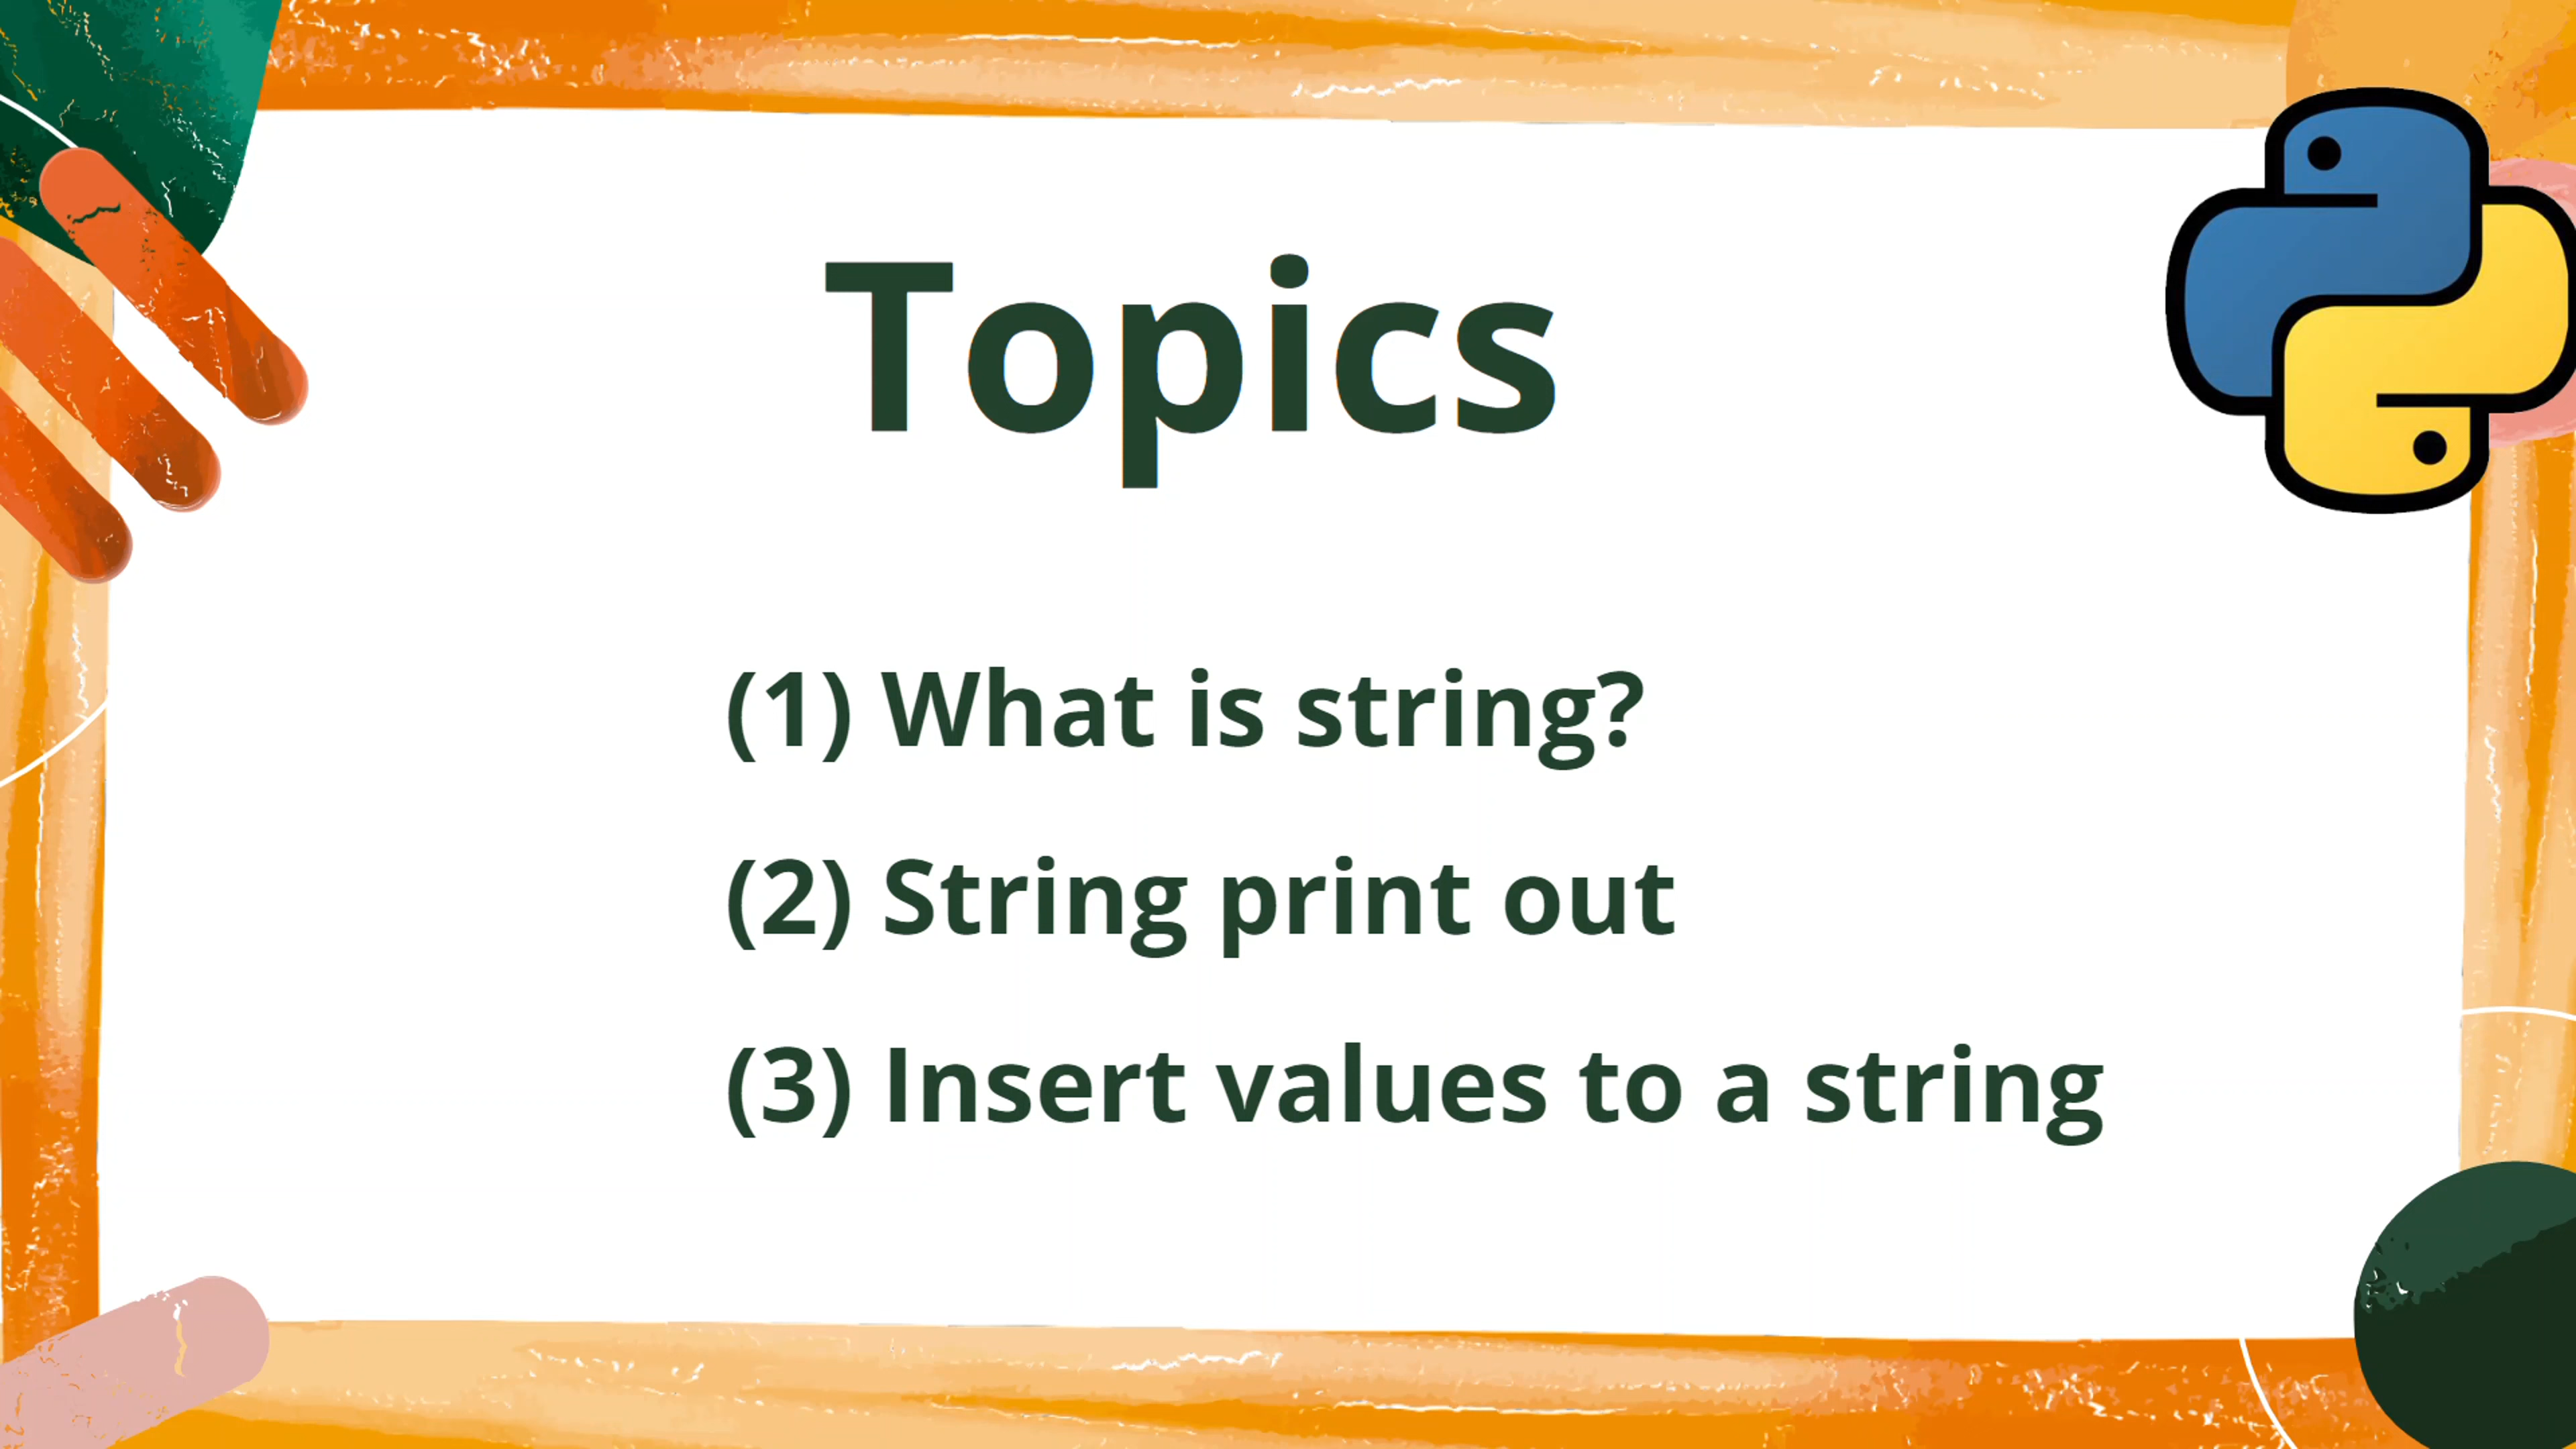 Topics
(1) What is string?
(2) String print out
(3) Insert values to a string